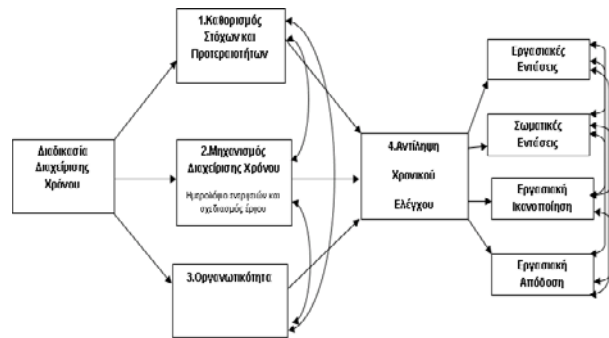 1.Καθορισμός
Στόχων και
Προτεραιοτήτων
Διαδικασία
Διαχείρισης
Χρόνου
2.Μηχανισμός
Διαχείρισης Χρόνου
Ημερολόγιο ενεργειών και
σχεδιασμός έργου
3.Οργανωτικότητα
4.Αντίληψη
Χρονικού
Ελέγχου
Εργασιακές
Εντάσεις
Σωματικές
Εντάσεις
Εργασιακή
Ικανοποίηση
Εργασιακή
Απόδοση